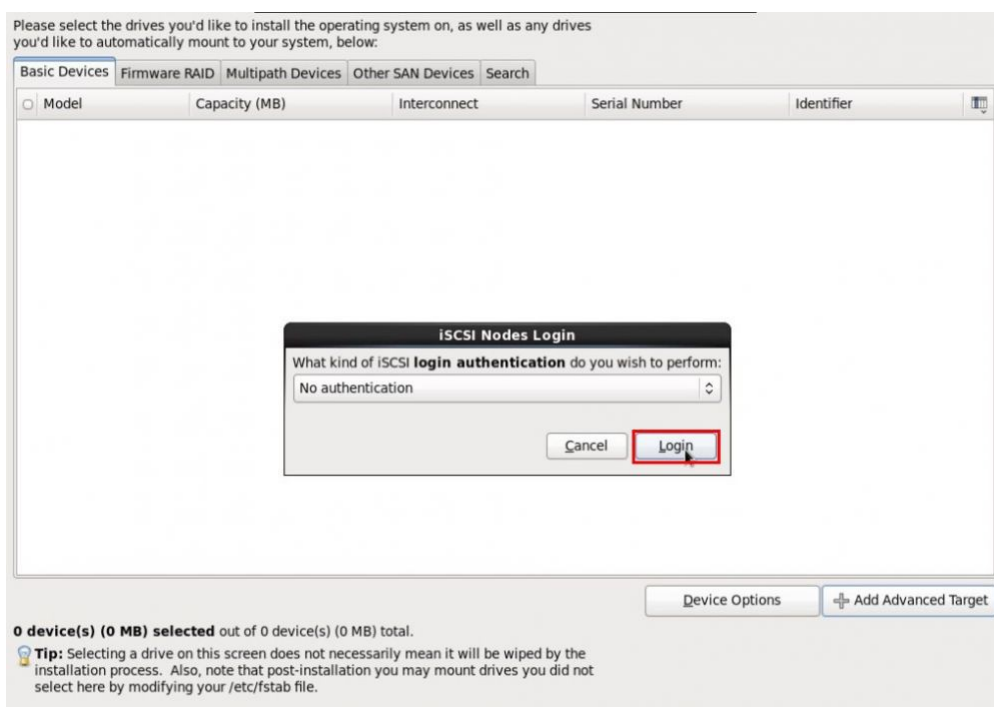 Please select the drives you'd like to install the operating system on, as well as any drives
you'd like to automatically mount to your system, below:
Basic Devices Firmware RAID Multipath Devices Other SAN Devices Search
Model Capacity (MB) Interconnect Serial Number Identifier
iSCSI Nodes Login
What kind of iSCSI login authentication do you wish to perform:
No authentication
Cancel Login
Device Options Add Advanced Target
0 device(s) (0 MB) selected out of 0 device(s) (0 MB) total.
Tip: Selecting a drive on this screen does not necessarily mean it will be wiped by the
installation process. Also, note that post-installation you may mount drives you did not
select here by modifying your /etc/fstab file.